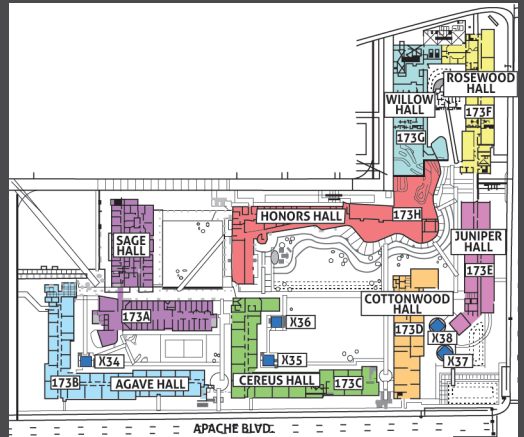 ROSEWOOD
HALL
WILLOW
HALL
173F
173G
HONORS HALL
173H
SAGE
HALL
JUNIPER
HALL
173E
COTTONWOOD
HALL
173A
X36
173D
X38
X34
X35
X37
173B
AGAVE HALL
CEREUS HALL
173C
APACHE BLVD.